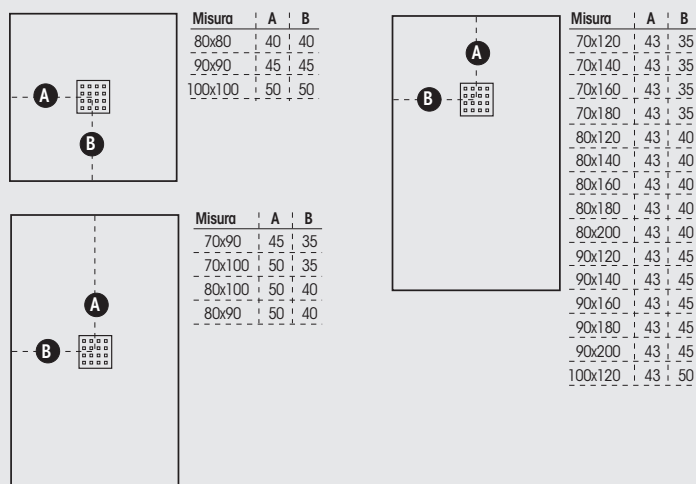 Misura A B
80x80 40 40
90x90 45 45
100x100 50 50
A
B
Misura A B
70x90 45 35
70x100 50 35
80x100 50 40
80x90 50 40
A
B
Misura A B
70x120 43 35
70x140 43 35
70x160 43 35
70x180 43 35
80x120 43 40
80x140 43 40
80x160 43 40
80x180 43 40
80x200 43 40
90x120 43 45
90x140 43 45
90x160 43 45
90x180 43 45
90x200 43 45
100x120 43 50
A
B